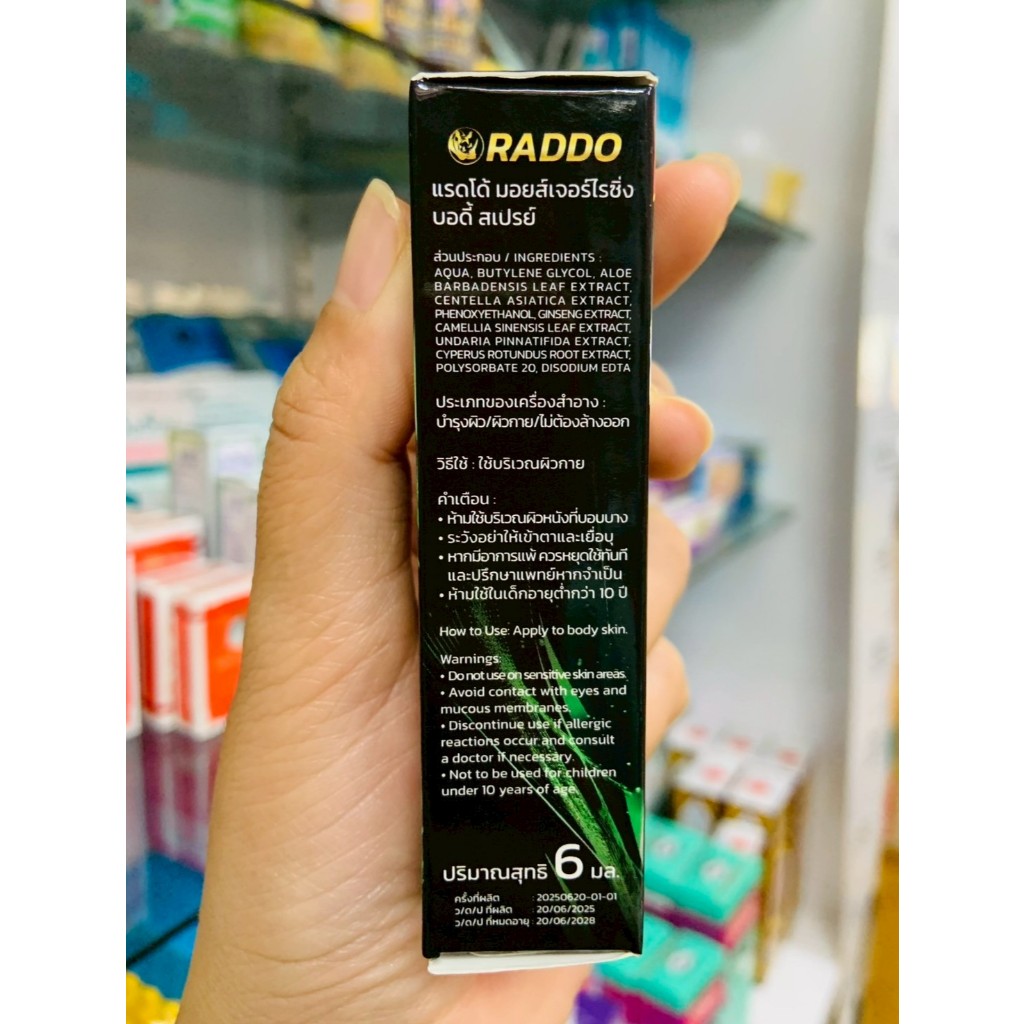 RADDO
แรดโด้ มอยส์เจอร์ไรซิ่ง
บอดี้ สเปรย์
ส่วนประกอบ / INGREDIENTS :
AQUA, BUTYLENE GLYCOL, ALOE
BARBADENSIS LEAF EXTRACT,
CENTELLA ASIATICA EXTRACT,
PHENOXYETHANOL, GINSENG EXTRACT,
CAMELLIA SINENSIS LEAF EXTRACT,
UNDARIA PINNATIFIDA EXTRACT,
CYPERUS ROTUNDUS ROOT EXTRACT,
POLYSORBATE 20, DISODIUM EDTA
ประเภทของเครื่องสำอาง :
บำรุงผิว/ผิวกาย/ไม่ต้องล้างออก
วิธีใช้ : ใช้บริเวณผิวกาย
คำเตือน :
• ห้ามใช้บริเวณผิวหนังที่บอบบาง
• ระวังอย่าให้เข้าตาและเยื่อบุ
• หากมีอาการแพ้ ควรหยุดใช้ทันที
และปรึกษาแพทย์หากจำเป็น
• ห้ามใช้ในเด็กอายุต่ำกว่า 10 ปี
How to Use: Apply to body skin.
Warnings:
• Do not use on sensitive skin areas.
• Avoid contact with eyes and
mucous membranes.
• Discontinue use if allergic
reactions occur and consult
a doctor if necessary.
• Not to be used for children
under 10 years of age.
ปริมาณสุทธิ 6 มล.
ครั้งที่ผลิต : 20250620-01-01
ว/ด/ป ที่ผลิต : 20/06/2025
ว/ด/ป ที่หมดอายุ : 20/06/2028